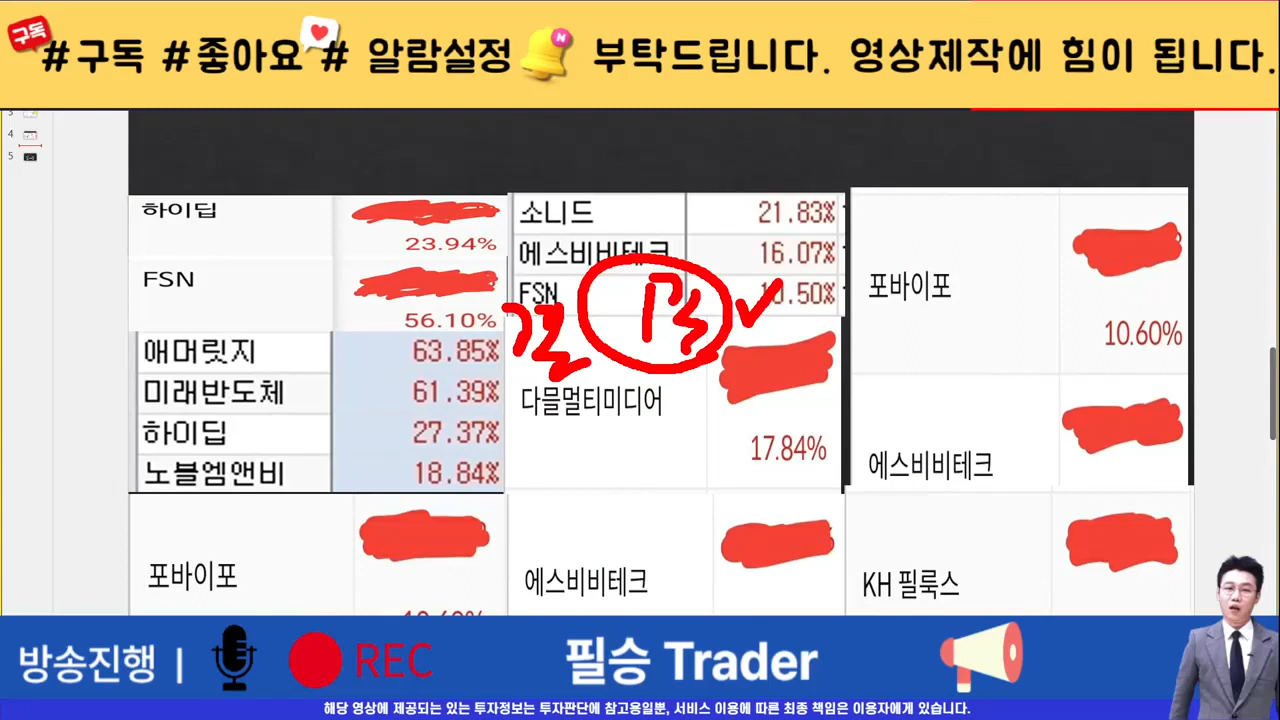 구독
#구독 #좋아요 # 알람설정 N 부탁드립니다. 영상제작에 힘이 됩니다.
3
4
5
하이딥
23.94%
FSN
56.10%
애머릿지 63.85%
미래반도체 61.39%
하이딥 27.37%
노블엠앤비 18.84%
소니드 21.83%
에스비비테크 16.07%
FSN 10.50%
다믈멀티미디어
17.84%
포바이포
10.60%
에스비비테크
포바이포
에스비비테크
KH 필룩스
방송진행 | REC 필승 Trader
해당 영상에 제공되는 있는 투자정보는 투자판단에 참고용일뿐, 서비스 이용에 따른 최종 책임은 이용자에게 있습니다.